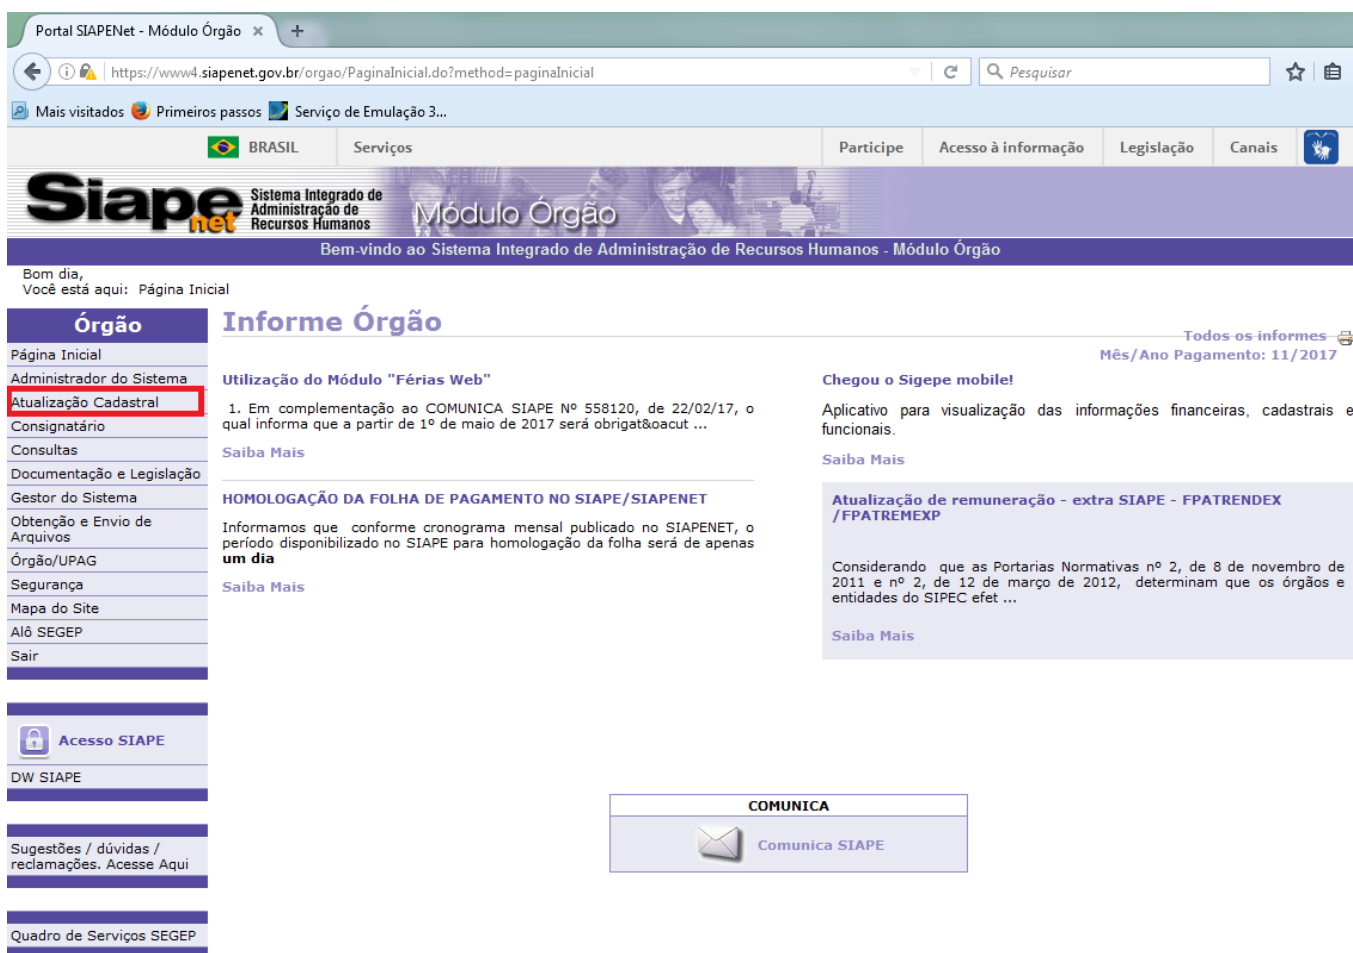 Portal SIAPENet - Módulo Órgão
https://www4.siapenet.gov.br/orgao/PaginaInicial.do?method=paginaInicial
Pesquisar
Mais visitados Primeiros passos Serviço de Emulação 3...
BRASIL Serviços Participe Acesso à informação Legislação Canais
Siape net
Sistema Integrado de
Administração de
Recursos Humanos
Módulo Órgão
Bem-vindo ao Sistema Integrado de Administração de Recursos Humanos - Módulo Órgão
Bom dia,
Você está aqui: Página Inicial
Órgão
Página Inicial
Administrador do Sistema
Atualização Cadastral
Consignatário
Consultas
Documentação e Legislação
Gestor do Sistema
Obtenção e Envio de
Arquivos
Órgão/UPAG
Segurança
Mapa do Site
Alô SEGEP
Sair
Acesso SIAPE
DW SIAPE
Sugestões / dúvidas /
reclamações. Acesse Aqui
Quadro de Serviços SEGEP
Informe Órgão
Todos os informes
Mês/Ano Pagamento: 11/2017
Utilização do Módulo "Férias Web"
1. Em complementação ao COMUNICA SIAPE Nº 558120, de 22/02/17, o
qual informa que a partir de 1º de maio de 2017 será obrigat&oacut ...
Saiba Mais
HOMOLOGAÇÃO DA FOLHA DE PAGAMENTO NO SIAPE/SIAPENET
Informamos que conforme cronograma mensal publicado no SIAPENET, o
período disponibilizado no SIAPE para homologação da folha será de apenas
um dia
Saiba Mais
Chegou o Sigepe mobile!
Aplicativo para visualização das informações financeiras, cadastrais e
funcionais.
Saiba Mais
Atualização de remuneração - extra SIAPE - FPATRENDEX
/FPATREMEXP
Considerando que as Portarias Normativas nº 2, de 8 de novembro de
2011 e nº 2, de 12 de março de 2012, determinam que os órgãos e
entidades do SIPEC efet ...
Saiba Mais
COMUNICA
Comunica SIAPE